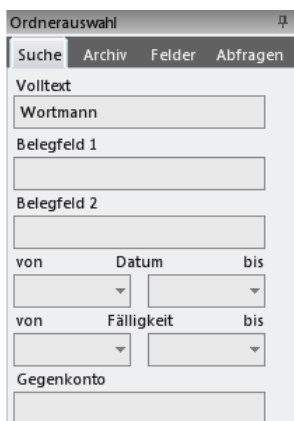 Ordnerauswahl
Suche Archiv Felder Abfragen
Volltext
Wortmann
Belegfeld 1
Belegfeld 2
von Datum bis
von Fälligkeit bis
Gegenkonto